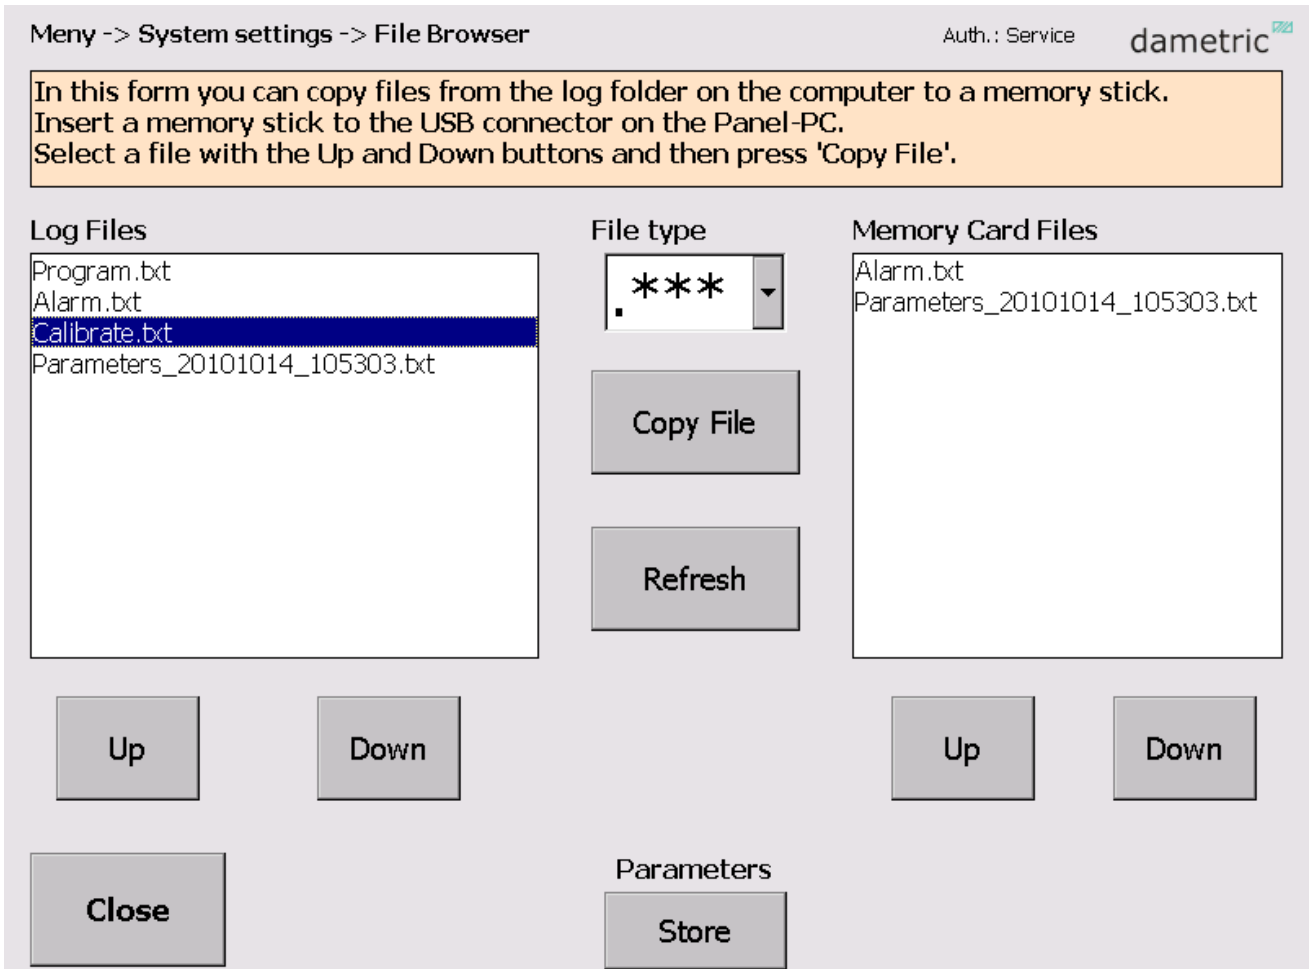 Meny -> System settings -> File Browser
Auth.: Service
dametric
In this form you can copy files from the log folder on the computer to a memory stick.
Insert a memory stick to the USB connector on the Panel-PC.
Select a file with the Up and Down buttons and then press 'Copy File'.
Log Files
Program.txt
Alarm.txt
Calibrate.txt
Parameters_20101014_105303.txt
File type
.***
Copy File
Refresh
Memory Card Files
Alarm.txt
Parameters_20101014_105303.txt
Up
Down
Up
Down
Close
Parameters
Store